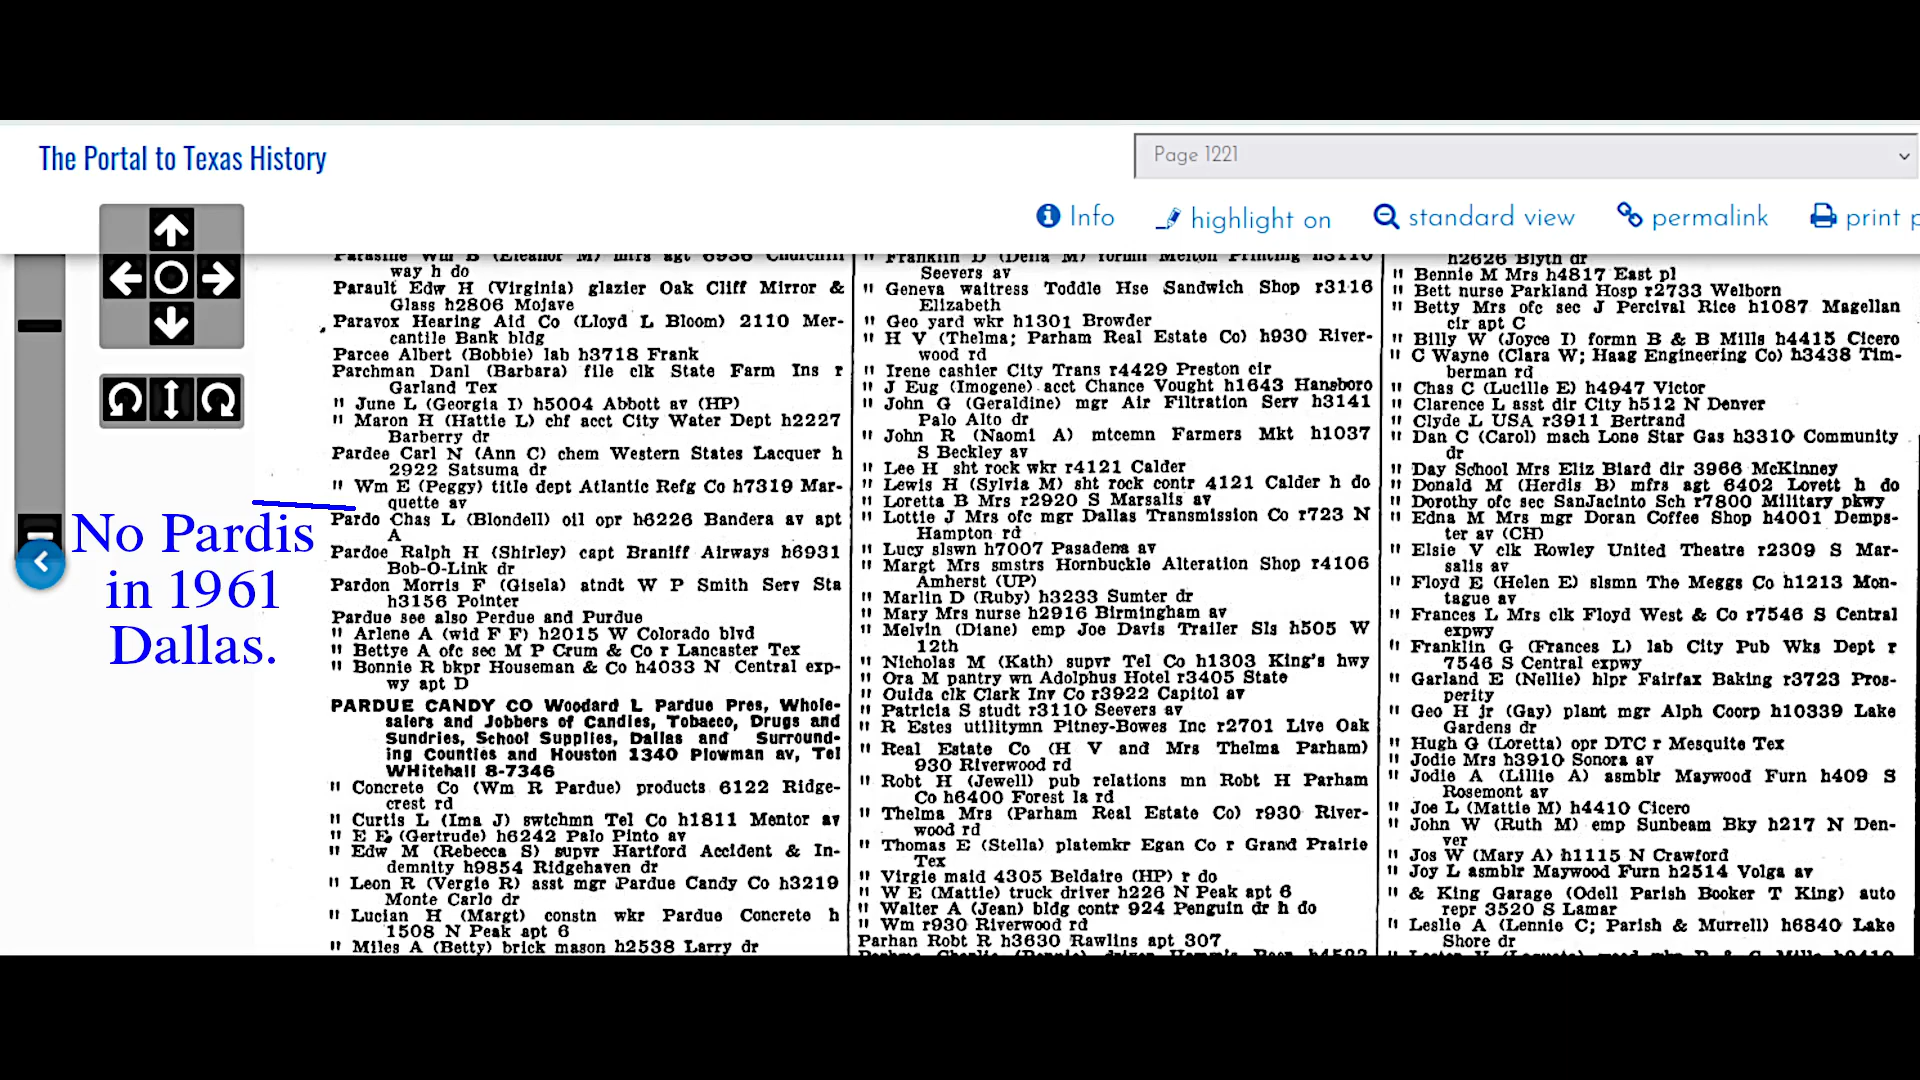 The Portal to Texas History
Page 1221
Info
highlight on
standard view
permalink
print p
No Pardis
in 1961
Dallas.
Parasine Wm B (Eleanor M) mfrs agt 6936 Churchill
way h do
Parault Edw H (Virginia) glazier Oak Cliff Mirror &
Glass h2806 Mojave
Paravox Hearing Aid Co (Lloyd L Bloom) 2110 Mer-
cantile Bank bldg
Parcee Albert (Bobbie) lab h3718 Frank
Parchman Danl (Barbara) file clk State Farm Ins r
Garland Tex
" June L (Georgia I) h5004 Abbott av (HP)
" Maron H (Hattie L) chf acct City Water Dept h2227
Barberry dr
Pardee Carl N (Ann C) chem Western States Lacquer h
2922 Satsuma dr
" Wm E (Peggy) title dept Atlantic Refg Co h7319 Mar-
quette av
Pardo Chas L (Blondell) oil opr h6226 Bandera av apt
A
Pardoe Ralph H (Shirley) capt Braniff Airways h6931
Bob-O-Link dr
Pardon Morris F (Gisela) atndt W P Smith Serv Sta
h3156 Pointer
Pardue see also Perdue and Purdue
" Arlene A (wid F F) h2015 W Colorado blvd
" Bettye A ofc sec M P Crum & Co r Lancaster Tex
" Bonnie R bkpr Houseman & Co h4033 N Central exp-
wy apt D
PARDUE CANDY CO Woodard L Pardue Pres, Whole-
salers and Jobbers of Candies, Tobacco, Drugs and
Sundries, School Supplies, Dallas and Surround-
ing Counties and Houston 1340 Plowman av, Tel
WHitehall 8-7346
" Concrete Co (Wm R Pardue) products 6122 Ridge-
crest rd
" Curtis L (Ima J) swtchmn Tel Co h1811 Mentor av
" E E (Gertrude) h6242 Palo Pinto av
" Edw M (Rebecca S) supvr Hartford Accident & In-
demnity h9854 Ridgehaven dr
" Leon R (Vergie R) asst mgr Pardue Candy Co h3219
Monte Carlo dr
" Lucian H (Margt) constn wkr Pardue Concrete h
1508 N Peak apt 6
" Miles A (Betty) brick mason h2538 Larry dr
" Franklin D (Della M) formn Melton Printing h3110
Seevers av
" Geneva waitress Toddle Hse Sandwich Shop r3116
Elizabeth
" Geo yard wkr h1301 Browder
" H V (Thelma; Parham Real Estate Co) h930 River-
wood rd
" Irene cashier City Trans r4429 Preston cir
" J Eug (Imogene) acct Chance Vought h1643 Hansboro
" John G (Geraldine) mgr Air Filtration Serv h3141
Palo Alto dr
" John R (Naomi A) mtcemn Farmers Mkt h1037
S Beckley av
" Lee H sht rock wkr r4121 Calder
" Lewis H (Sylvia M) sht rock contr 4121 Calder h do
" Loretta B Mrs r2920 S Marsalis av
" Lottie J Mrs ofc mgr Dallas Transmission Co r723 N
Hampton rd
" Lucy slswn h7007 Pasadena av
" Margt Mrs smstrs Hornbuckle Alteration Shop r4106
Amherst (UP)
" Marlin D (Ruby) h3233 Sumter dr
" Mary Mrs nurse h2916 Birmingham av
" Melvin (Diane) emp Joe Davis Trailer Sls h505 W
12th
" Nicholas M (Kath) supvr Tel Co h1303 King's hwy
" Ora M pantry wn Adolphus Hotel r3405 State
" Ouida clk Clark Inv Co r3922 Capitol av
" Patricia S studt r3110 Seevers av
" R Estes utilitymn Pitney-Bowes Inc r2701 Live Oak
" Real Estate Co (H V and Mrs Thelma Parham)
930 Riverwood rd
" Robt H (Jewell) pub relations mn Robt H Parham
Co h6400 Forest la rd
" Thelma Mrs (Parham Real Estate Co) r930 River-
wood rd
" Thomas E (Stella) platemkr Egan Co r Grand Prairie
Tex
" Virgie maid 4305 Beldaire (HP) r do
" W E (Mattie) truck driver h226 N Peak apt 6
" Walter A (Jean) bldg contr 924 Penguin dr h do
" Wm r930 Riverwood rd
Parhan Robt R h3630 Rawlins apt 307
h2626 Blyth dr
" Bennie M Mrs h4817 East pl
" Bett nurse Parkland Hosp r2733 Welborn
" Betty Mrs ofc sec J Percival Rice h1087 Magellan
cir apt C
" Billy W (Joyce I) formn B & B Mills h4415 Cicero
" C Wayne (Clara W; Haag Engineering Co) h3438 Tim-
berman rd
" Chas C (Lucille E) h4947 Victor
" Clarence L asst dir City h512 N Denver
" Clyde L USA r3911 Bertrand
" Dan C (Carol) mach Lone Star Gas h3310 Community
dr
" Day School Mrs Eliz Biard dir 3966 McKinney
" Donald M (Herdis B) mfrs agt 6402 Lovett h do
" Dorothy ofc sec SanJacinto Sch r7800 Military pkwy
" Edna M Mrs mgr Doran Coffee Shop h4001 Demps-
ter av (CH)
" Elsie V clk Rowley United Theatre r2309 S Mar-
salis av
" Floyd E (Helen E) slsmn The Meggs Co h1213 Mon-
tague av
" Frances L Mrs clk Floyd West & Co r7546 S Central
expwy
" Franklin G (Frances L) lab City Pub Wks Dept r
7546 S Central expwy
" Garland E (Nellie) hlpr Fairfax Baking r3723 Pros-
perity
" Geo H jr (Gay) plant mgr Alph Coorp h10339 Lake
Gardens dr
" Hugh G (Loretta) opr DTC r Mesquite Tex
" Jodie Mrs h3910 Sonora av
" Jodie A (Lillie A) asmblr Maywood Furn h409 S
Rosemont av
" Joe L (Mattie M) h4410 Cicero
" John W (Ruth M) emp Sunbeam Bky h217 N Den-
ver
" Jos W (Mary A) h1115 N Crawford
" Joy L asmblr Maywood Furn h2514 Volga av
" & King Garage (Odell Parish Booker T King) auto
repr 3520 S Lamar
" Leslie A (Lennie C; Parish & Murrell) h6840 Lake
Shore dr